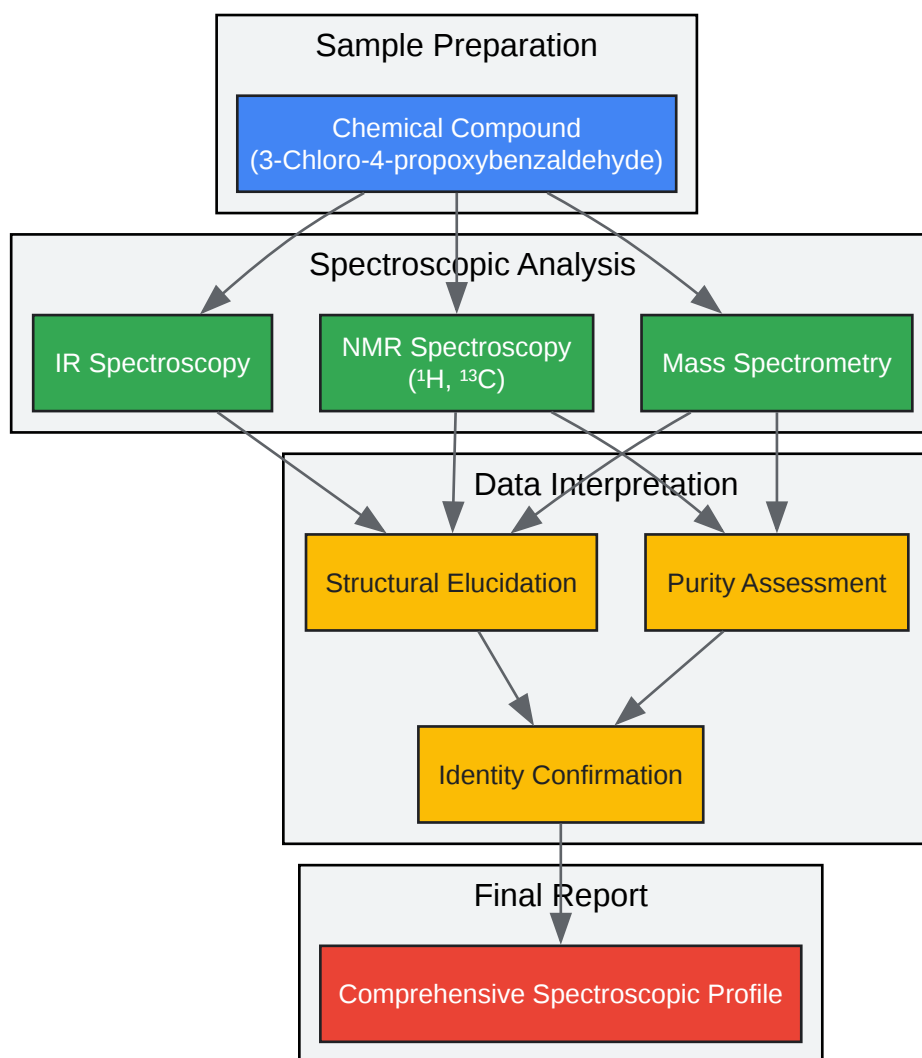 Sample Preparation
Chemical Compound
(3-Chloro-4-propoxybenzaldehyde)
Spectroscopic Analysis
IR Spectroscopy
NMR Spectroscopy
(¹H, ¹³C)
Mass Spectrometry
Data Interpretation
Structural Elucidation
Purity Assessment
Identity Confirmation
Final Report
Comprehensive Spectroscopic Profile